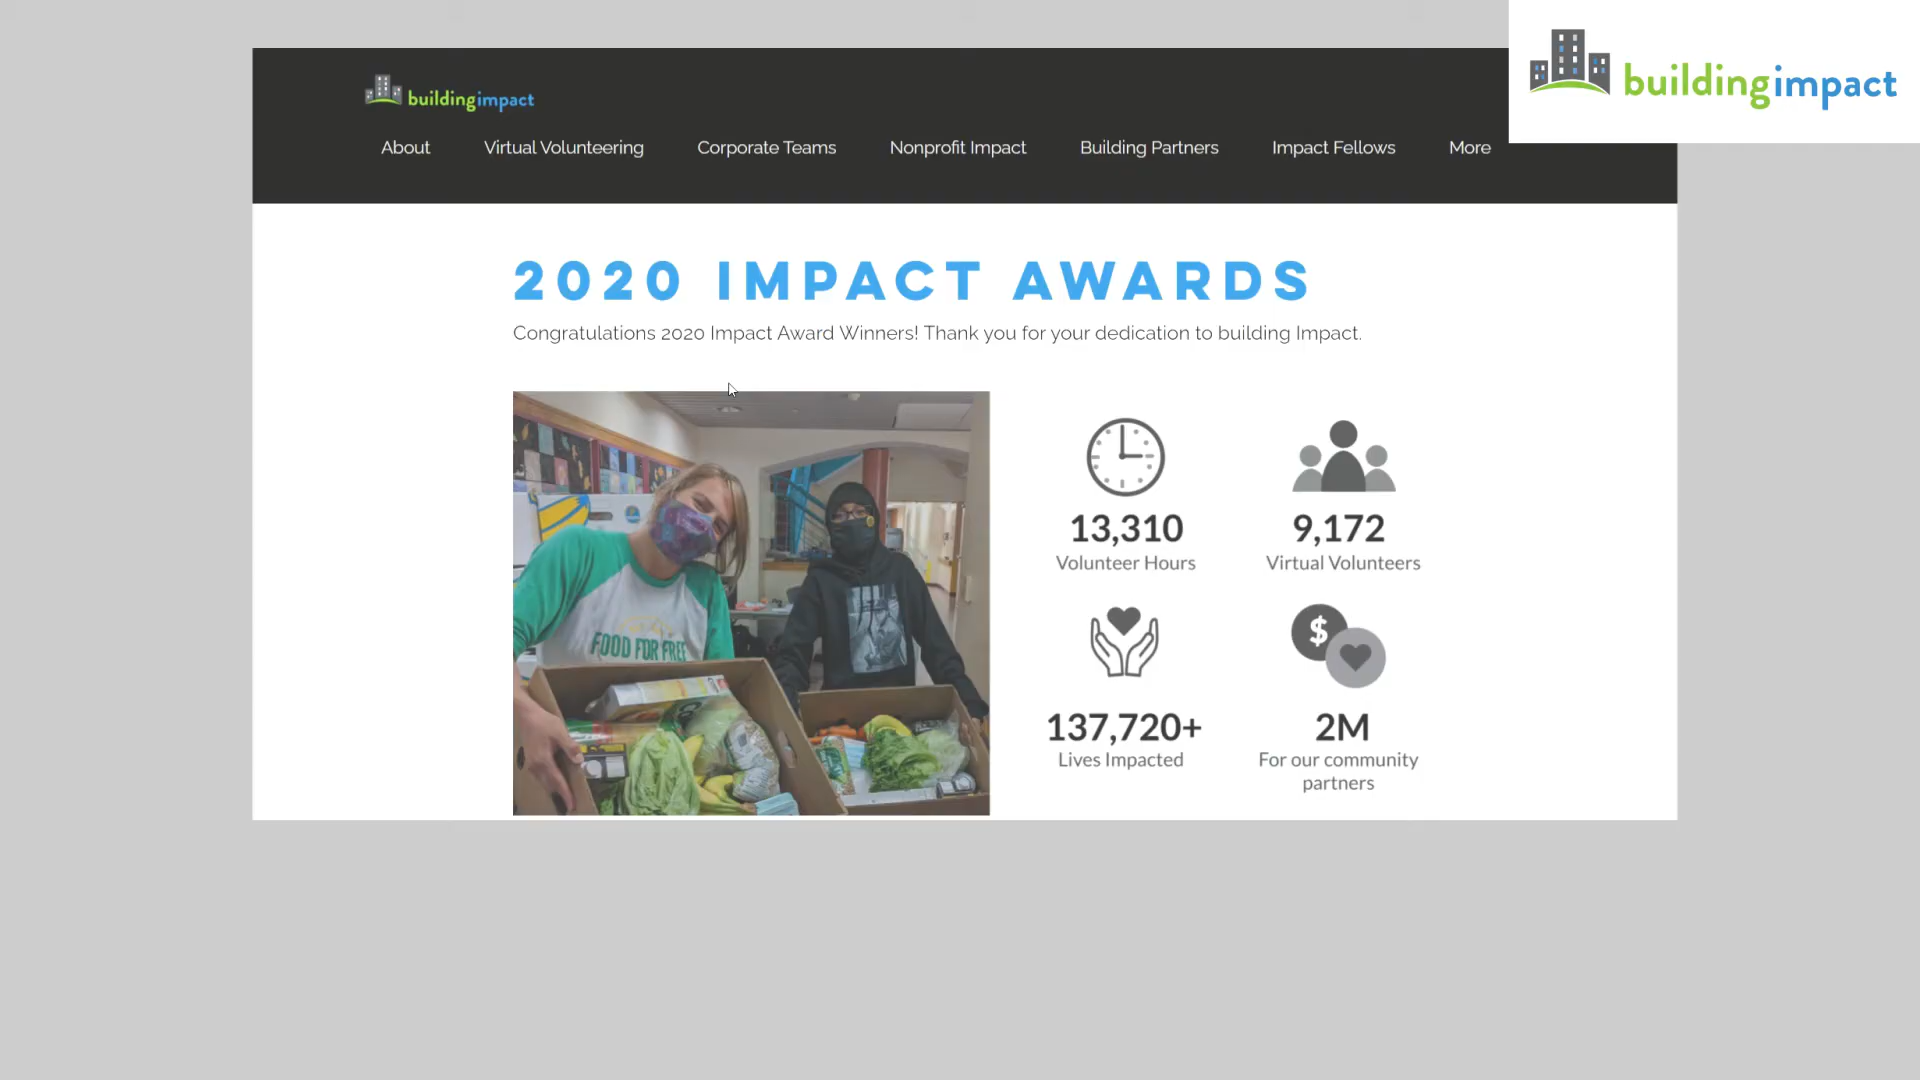 buildingimpact
buildingimpact
About Virtual Volunteering Corporate Teams Nonprofit Impact Building Partners Impact Fellows More
2020 IMPACT AWARDS
Congratulations 2020 Impact Award Winners! Thank you for your dedication to building Impact.
FOOD FOR FREE
13,310
Volunteer Hours
9,172
Virtual Volunteers
$
137,720+
Lives Impacted
2M
For our community
partners